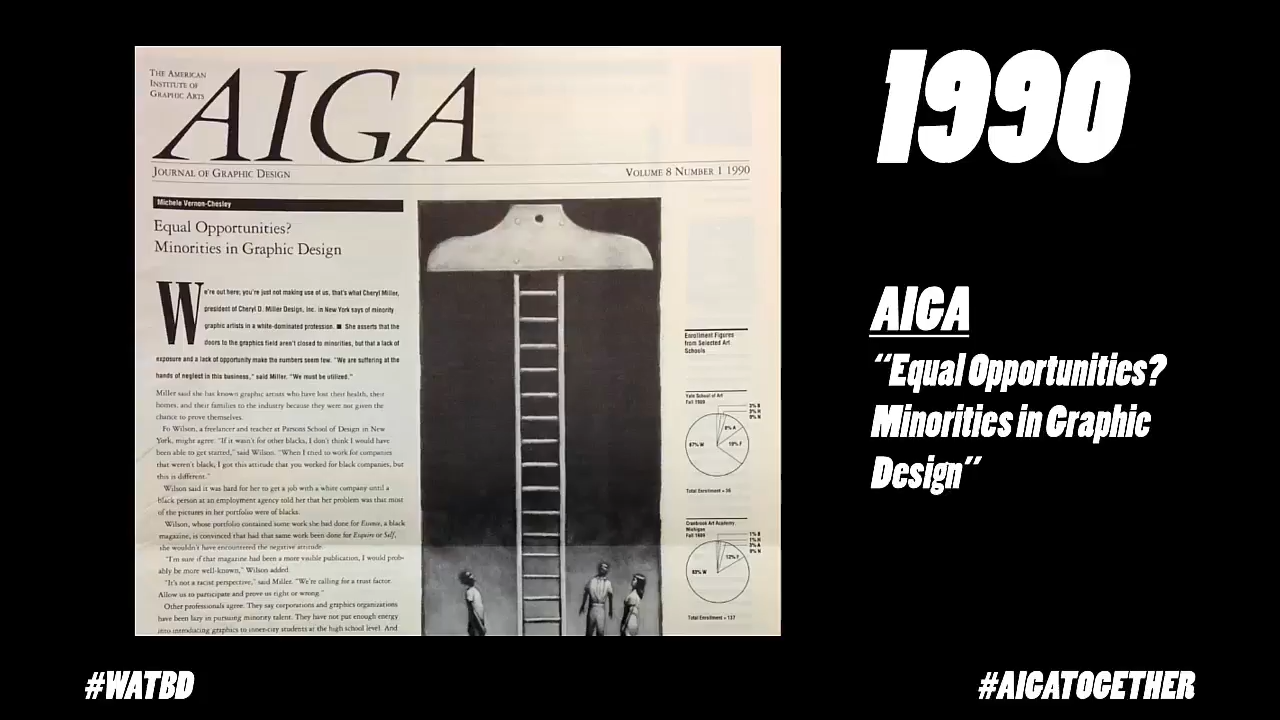 THE AMERICAN
INSTITUTE OF
GRAPHIC ARTS
AIGA
JOURNAL OF GRAPHIC DESIGN
VOLUME 8 NUMBER 1 1990
Michele Vernon-Chesley
Equal Opportunities?
Minorities in Graphic Design
We're out here; you're just not making use of us, that's what Cheryl Miller,
president of Cheryl D. Miller Design, Inc. in New York says of minority
graphic artists in a white-dominated profession. ■ She asserts that the
doors to the graphics field aren't closed to minorities, but that a lack of
exposure and a lack of opportunity make the numbers seem few. "We are suffering at the
hands of neglect in this business," said Miller. "We must be utilized."
Miller said she has known graphic artists who have lost their health, their
homes, and their families to the industry because they were not given the
chance to prove themselves.
Fo Wilson, a freelancer and teacher at Parsons School of Design in New
York, might agree. "If it wasn't for other blacks, I don't think I would have
been able to get started," said Wilson. "When I tried to work for companies
that weren't black, I got this attitude that you worked for black companies, but
this is different."
Wilson said it was hard for her to get a job with a white company until a
black person at an employment agency told her that her problem was that most
of the pictures in her portfolio were of blacks.
Wilson, whose portfolio contained some work she had done for Essence, a black
magazine, is convinced that had that same work been done for Esquire or Self,
she wouldn't have encountered the negative attitude.
"I'm sure if that magazine had been a more visible publication, I would prob-
ably be more well-known," Wilson added.
"It's not a racist perspective," said Miller. "We're calling for a trust factor.
Allow us to participate and prove us right or wrong."
Other professionals agree. They say corporations and graphics organizations
have been lazy in pursuing minority talent. They have not put enough energy
into introducing graphics to inner-city students at the high school level. And
Enrollment Figures
from Selected Art
Schools
Yale School of Art
Fall 1989
67% W
Total Enrollment = 36
Cranbrook Art Academy,
Michigan
Fall 1989
1% B
1% H
3% A
83% W
Total Enrollment = 137
1990
AIGA
“Equal Opportunities?
Minorities in Graphic
Design”
#WATBD
#AIGATOGETHER